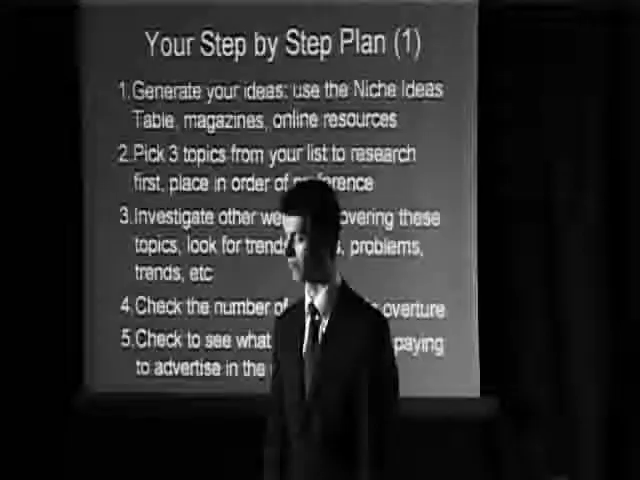 Your Step by Step Plan (1)
1.Generate your ideas: use the Niche Ideas
Table, magazines, online resources
2.Pick 3 topics from your list to research
first, place in order of
3.Investigate other covering these
topics, look for problems,
trends, etc
4.Check the number of overture
5.Check to see what paying
to advertise in the